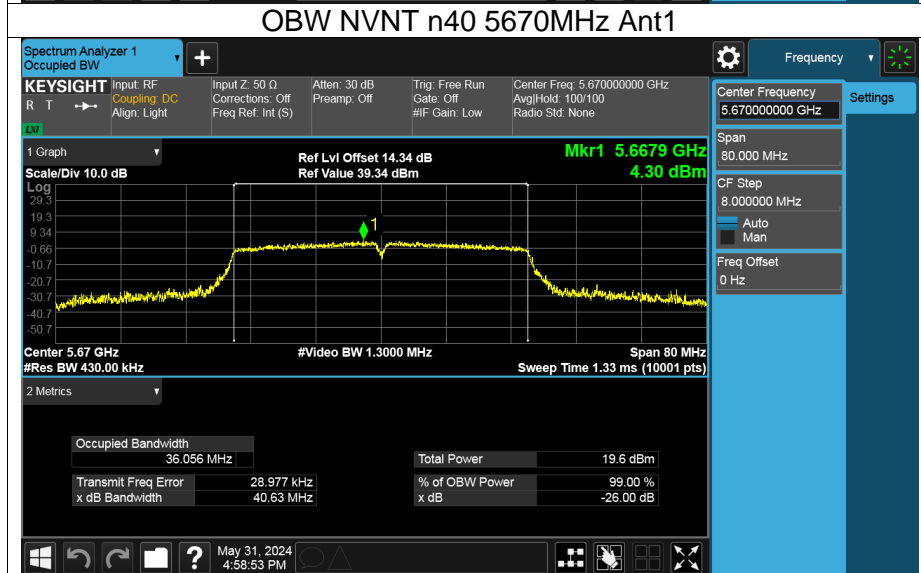 OBW NVNT n40 5670MHz Ant1
Spectrum Analyzer 1
Occupied BW
+
Frequency
KEYSIGHT
R T
LXI
Input: RF
Coupling: DC
Align: Light
Input Z: 50 Ω
Corrections: Off
Freq Ref: Int (S)
Atten: 30 dB
Preamp: Off
Trig: Free Run
Gate: Off
#IF Gain: Low
Center Freq: 5.670000000 GHz
Avg|Hold: 100/100
Radio Std: None
Center Frequency
5.670000000 GHz
Settings
Span
80.000 MHz
CF Step
8.000000 MHz
Auto
Man
Freq Offset
0 Hz
1 Graph
Scale/Div 10.0 dB
Ref Lvl Offset 14.34 dB
Ref Value 39.34 dBm
Mkr1 5.6679 GHz
4.30 dBm
Log
29.3
19.3
9.34
-0.66
-10.7
-20.7
-30.7
-40.7
-50.7
1
Center 5.67 GHz
#Video BW 1.3000 MHz
Span 80 MHz
#Res BW 430.00 kHz
Sweep Time 1.33 ms (10001 pts)
2 Metrics
Occupied Bandwidth
36.056 MHz
Total Power 19.6 dBm
Transmit Freq Error 28.977 kHz
% of OBW Power 99.00 %
x dB Bandwidth 40.63 MHz
x dB -26.00 dB
?
May 31, 2024
4:58:53 PM